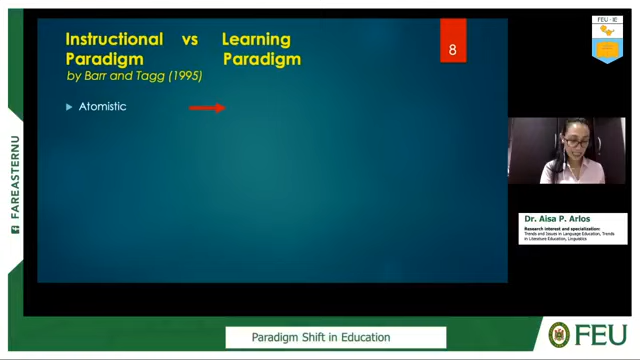 Instructional vs Learning
Paradigm Paradigm
by Barr and Tagg (1995)
Atomistic
8
FEU - IE
FAREASTERNU
Dr. Aisa P. Arlos
Research interest and specialization:
Trends and Issues in Language Education, Trends
in Literature Education, Linguistics
Paradigm Shift in Education
FEU